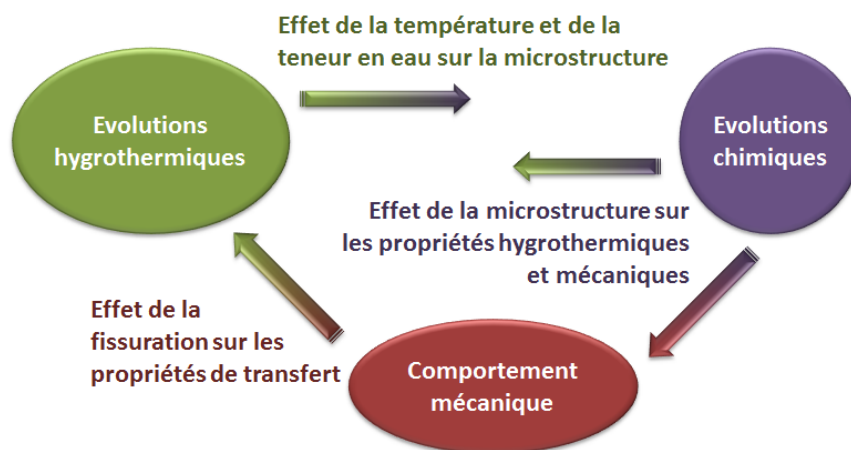 Effet de la température et de la
teneur en eau sur la microstructure
Evolutions
hygrothermiques
Evolutions
chimiques
Effet de la microstructure sur
les propriétés hygrothermiques
et mécaniques
Effet de la
fissuration sur les
propriétés de transfert
Comportement
mécanique